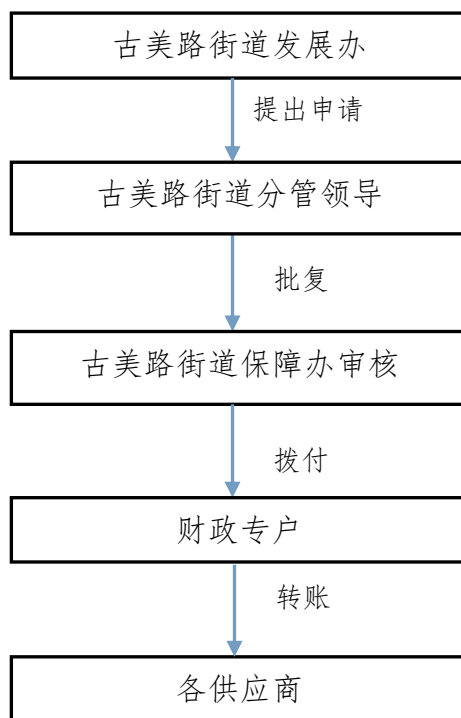 古美路街道发展办
提出申请
古美路街道分管领导
批复
古美路街道保障办审核
拨付
财政专户
转账
各供应商